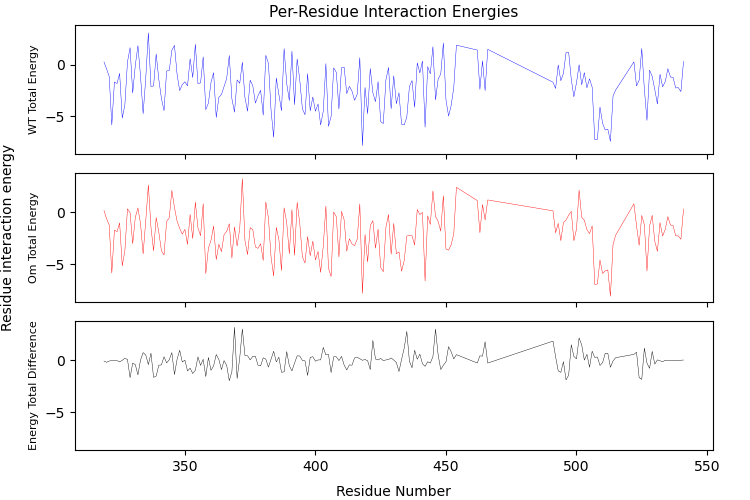 Per-Residue Interaction Energies
Residue interaction energy
WT Total Energy
0
−5
Om Total Energy
0
−5
Energy Total Difference
0
−5
350 400 450 500 550
Residue Number